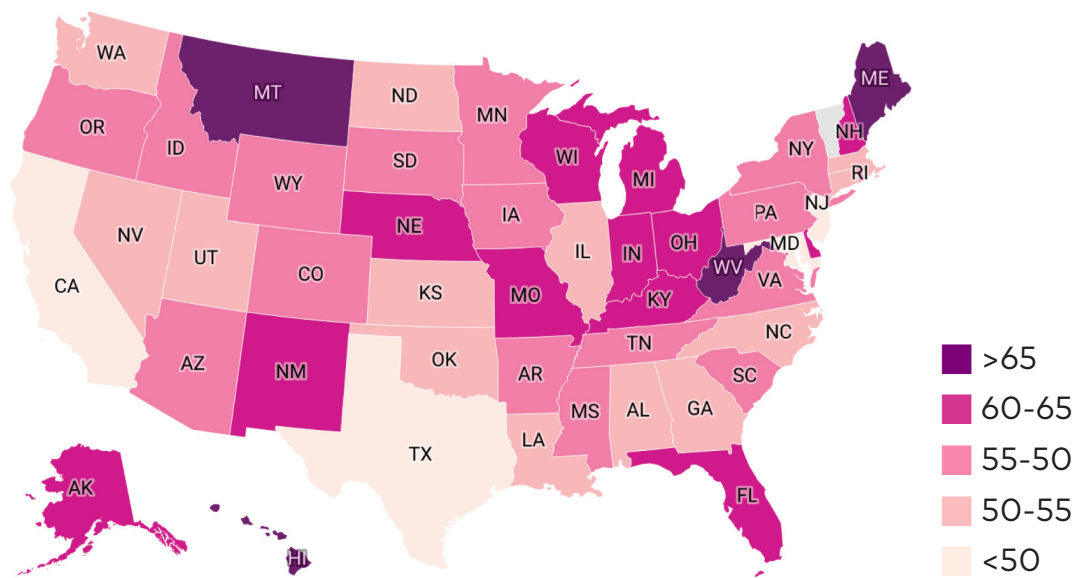 WA
MT
ND
MN
ME
OR
ID
SD
WI
NY
NH
RI
WY
MI
IA
PA
NJ
NE
NV
UT
IL
IN
OH
MD
CO
WV
VA
CA
KS
MO
KY
AZ
NM
OK
TN
NC
AR
SC
MS
AL
GA
TX
LA
AK
FL
HI
>65
60-65
55-50
50-55
<50